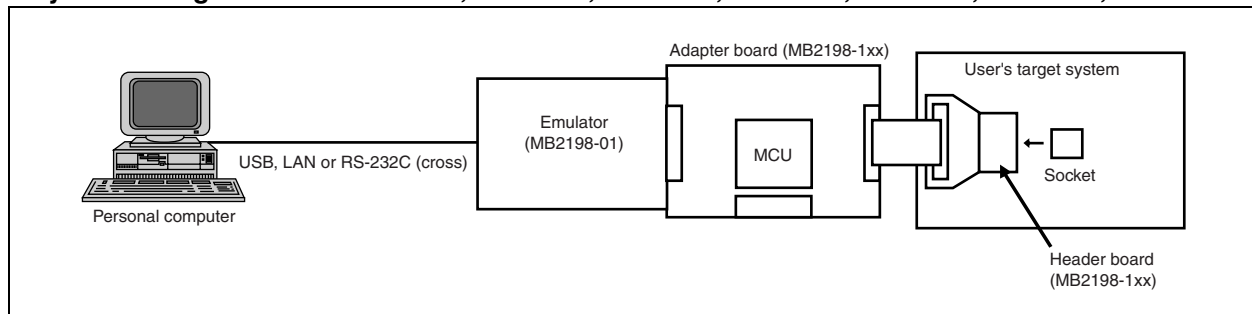 Adapter board (MB2198-1xx)
User's target system
Emulator
(MB2198-01)
MCU
USB, LAN or RS-232C (cross)
Socket
Personal computer
Header board
(MB2198-1xx)